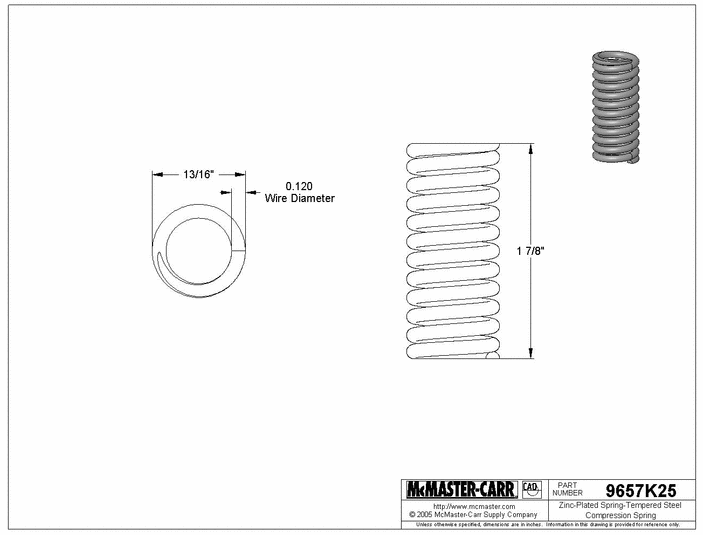 13/16"
0.120
Wire Diameter
1 7/8"
McMASTER-CARR
CAD
PART
NUMBER
9657K25
http://www.mcmaster.com
© 2005 McMaster-Carr Supply Company
Zinc-Plated Spring-Tempered Steel
Compression Spring
Unless otherwise specified, dimensions are in inches. Information in this drawing is provided for reference only.